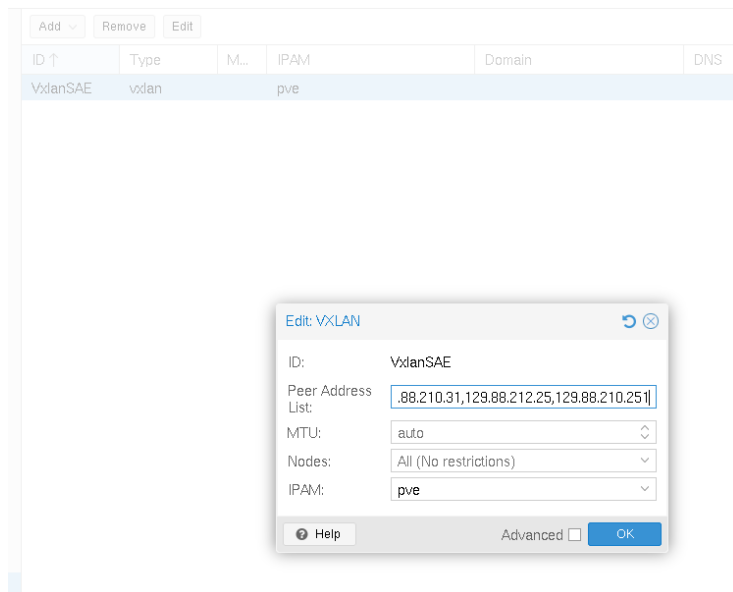 Add Remove Edit
ID ↑ Type M... IPAM Domain DNS
VxlanSAE vxlan pve
Edit: VXLAN
ID: VxlanSAE
Peer Address List: .88.210.31,129.88.212.25,129.88.210.251
MTU: auto
Nodes: All (No restrictions)
IPAM: pve
Help Advanced OK